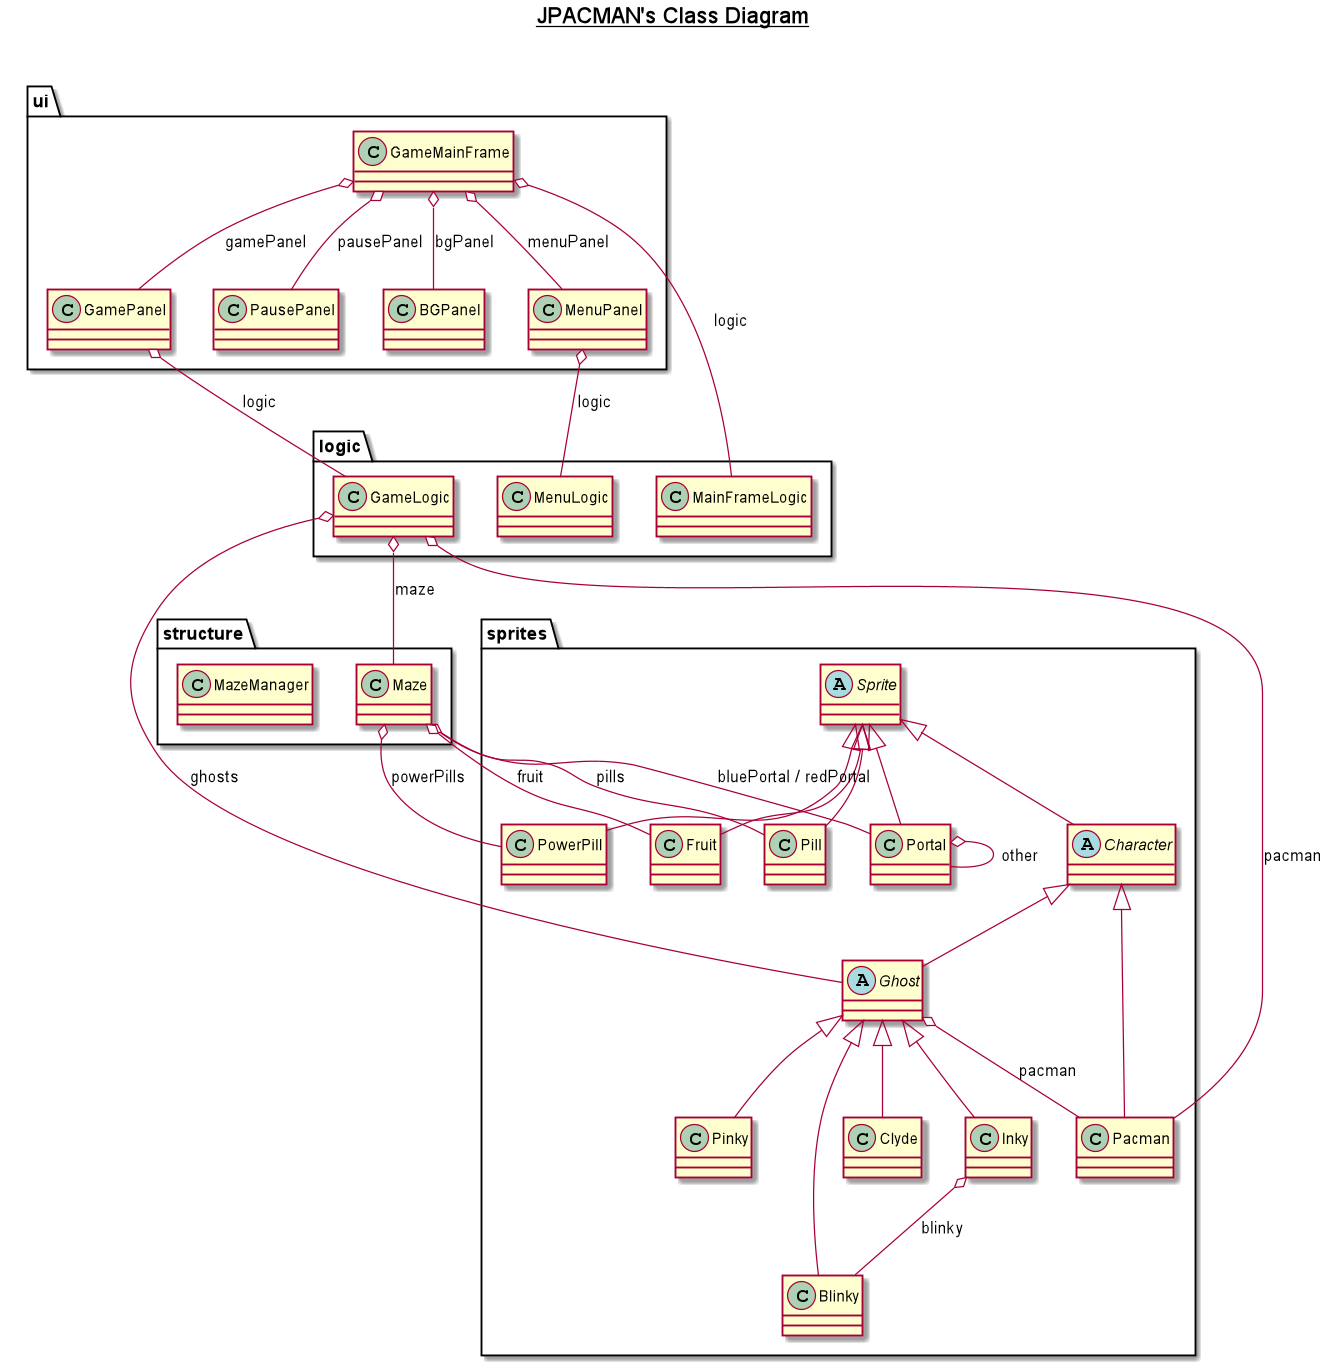 JPACMAN's Class Diagram
ui
C GameMainFrame
gamePanel
pausePanel
bgPanel
menuPanel
C GamePanel
C PausePanel
C BGPanel
C MenuPanel
logic
logic
logic
logic
C GameLogic
C MenuLogic
C MainFrameLogic
maze
structure
sprites
C MazeManager
C Maze
A Sprite
ghosts
powerPills
fruit
pills
bluePortal / redPortal
C PowerPill
C Fruit
C Pill
C Portal
other
A Character
pacman
A Ghost
pacman
C Pinky
C Clyde
C Inky
C Pacman
blinky
C Blinky